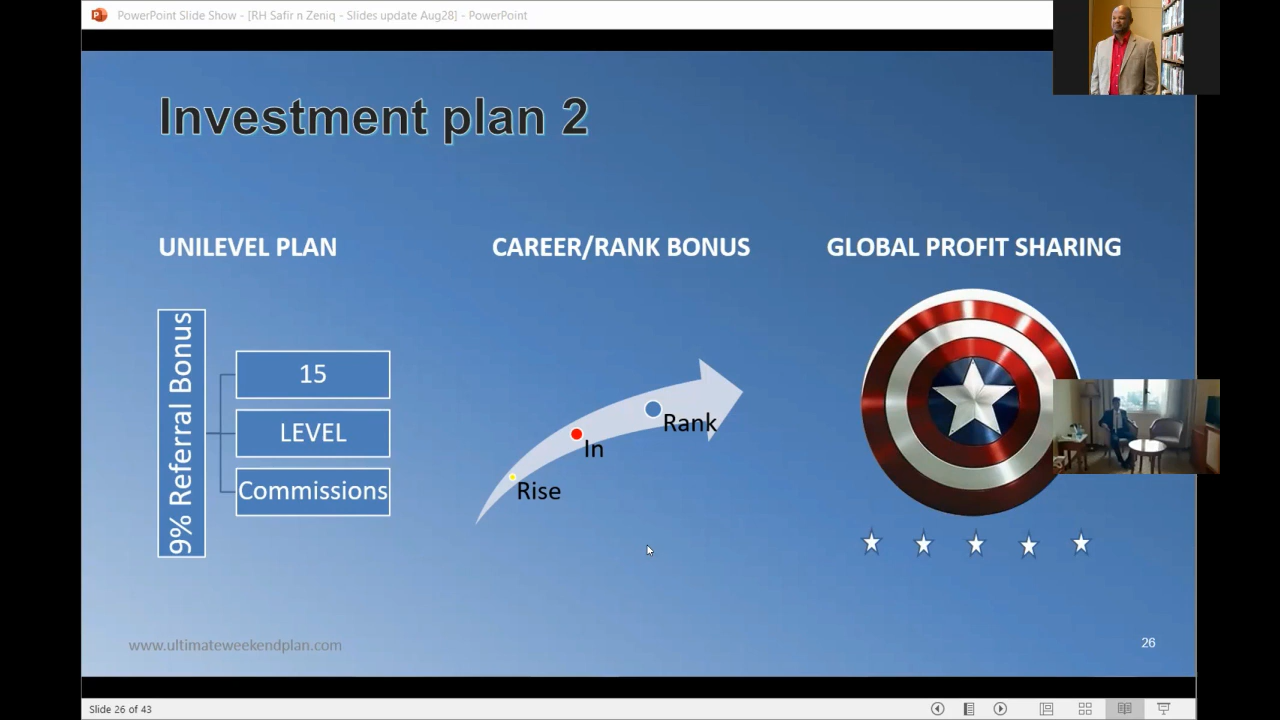 PowerPoint Slide Show - [RH Safir n Zeniq - Slides update Aug28] - PowerPoint
Investment plan 2
UNILEVEL PLAN
CAREER/RANK BONUS
GLOBAL PROFIT SHARING
9% Referral Bonus
15
LEVEL
Commissions
Rise
In
Rank
www.ultimateweekendplan.com
26
Slide 26 of 43